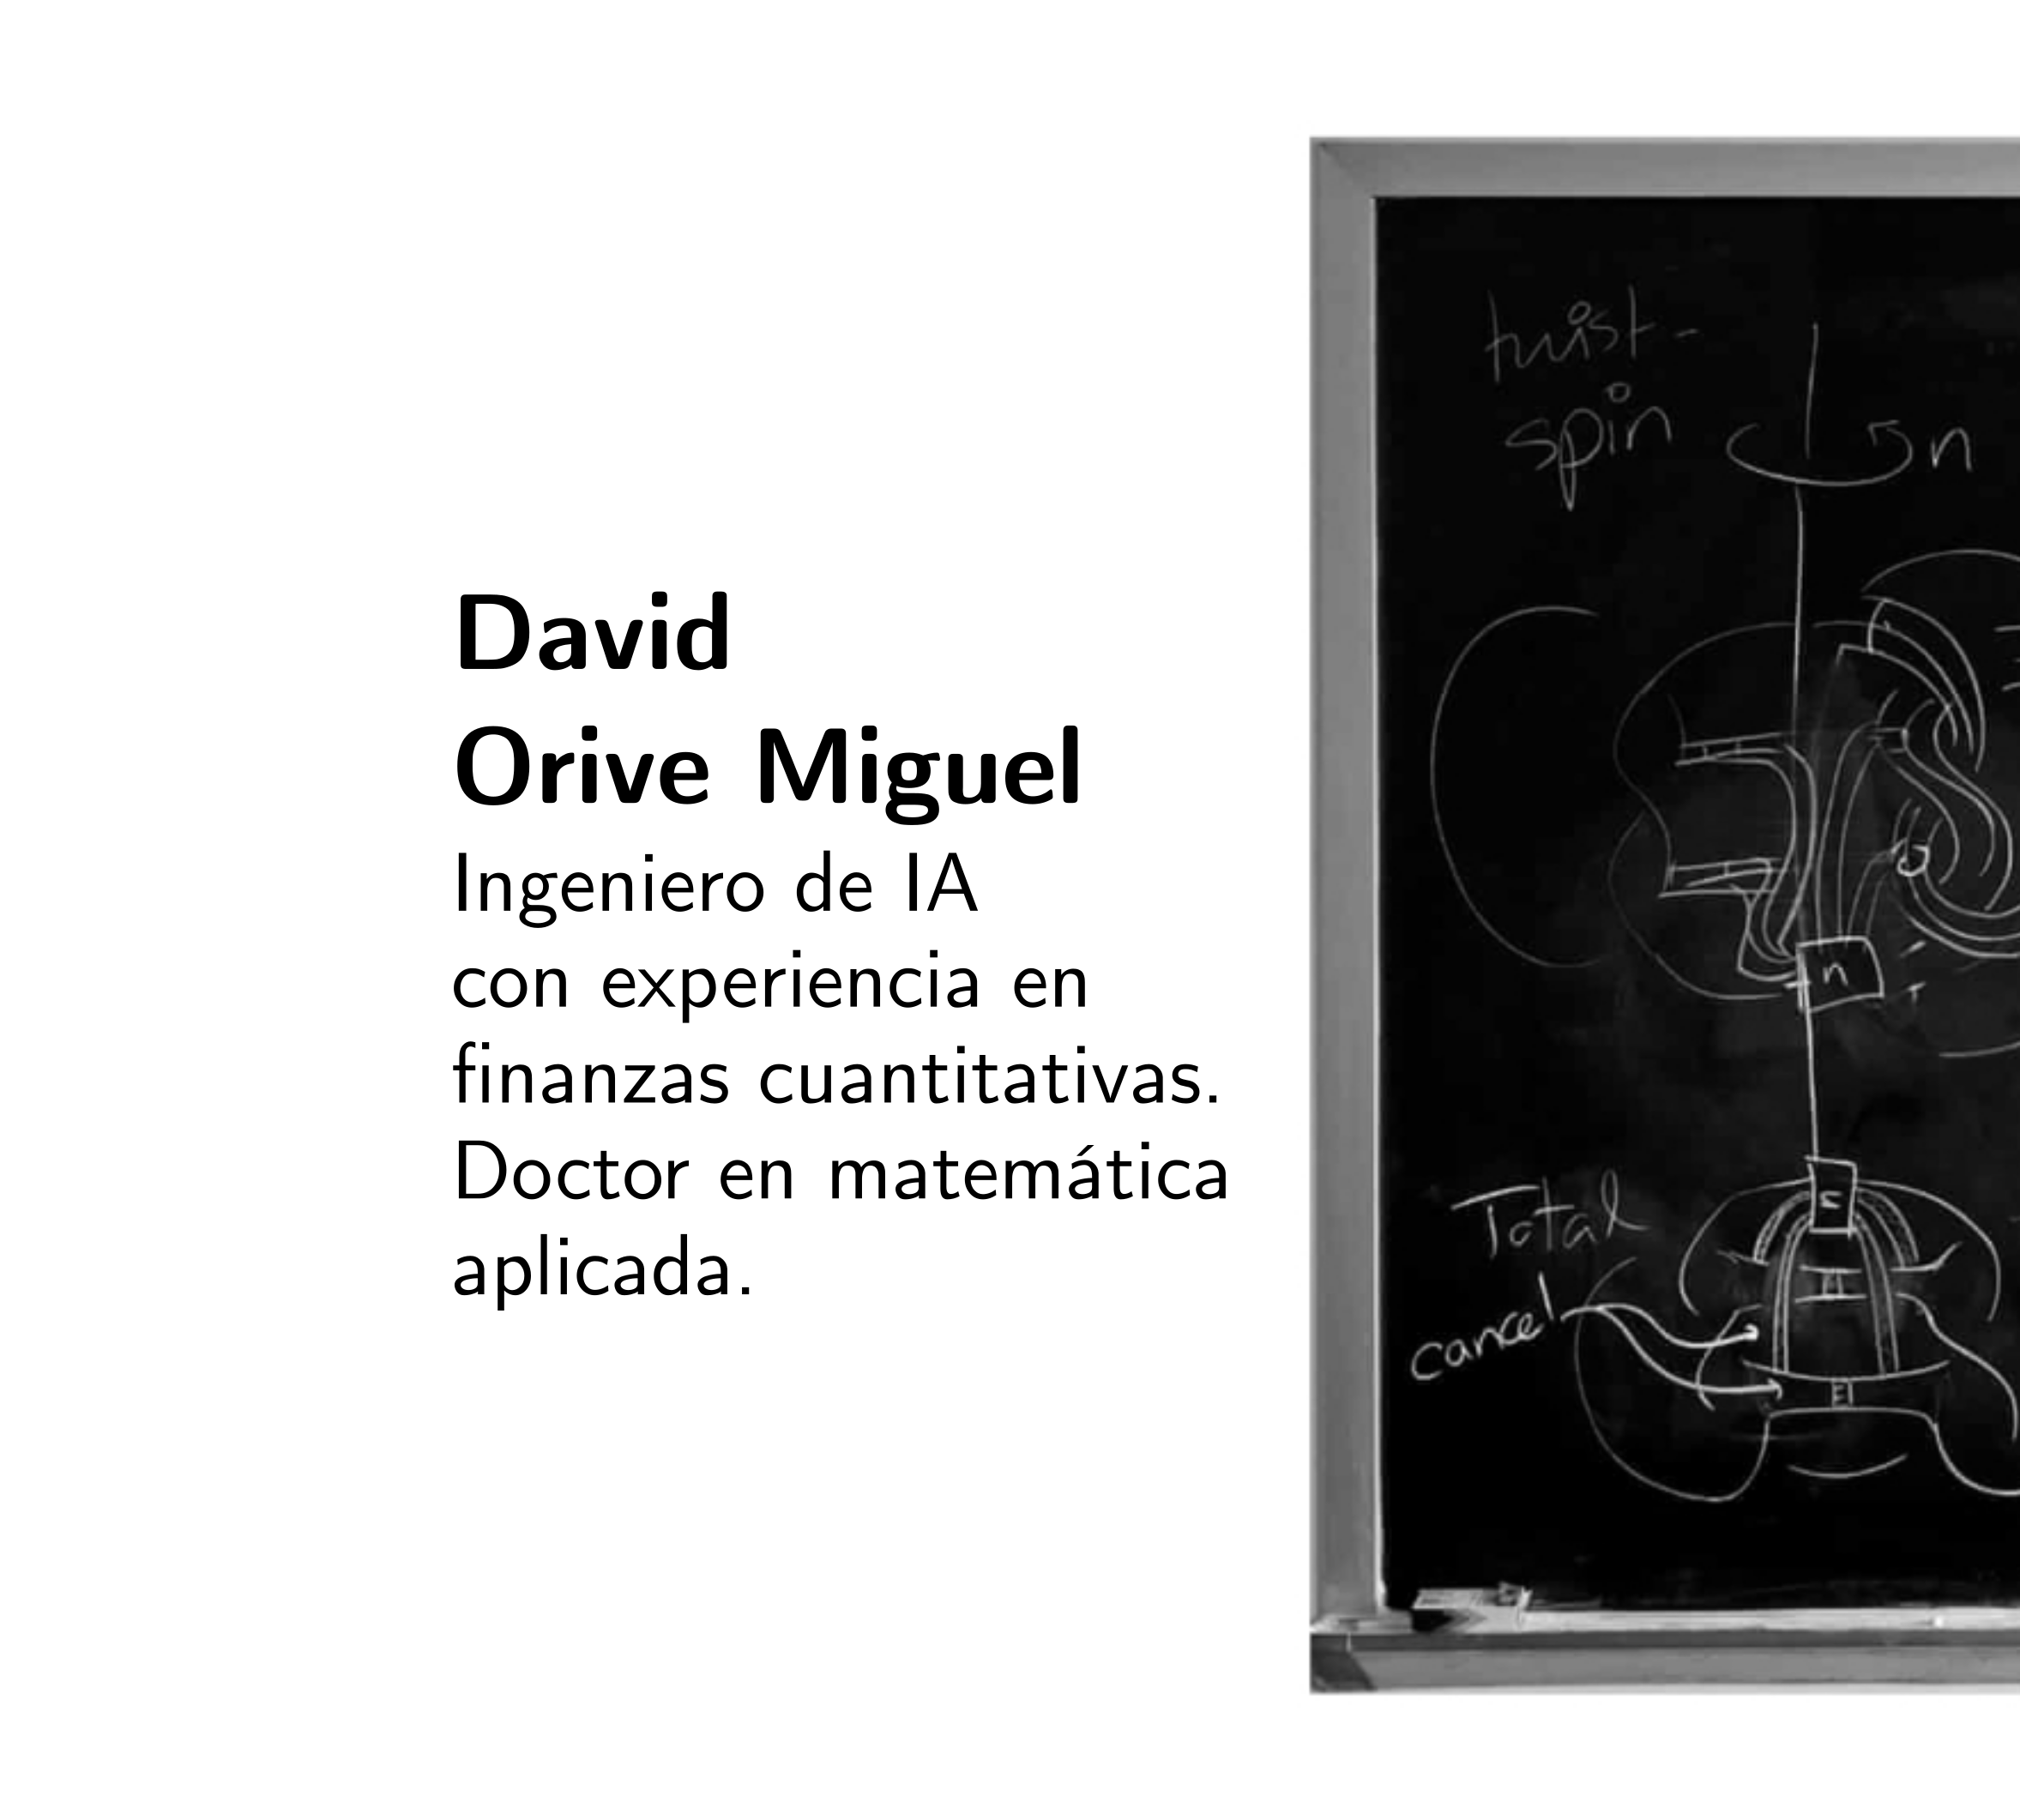 David
Orive Miguel
Ingeniero de IA
con experiencia en
finanzas cuantitativas.
Doctor en matemática
aplicada.
twist-
spin
n
n
Total
cancel